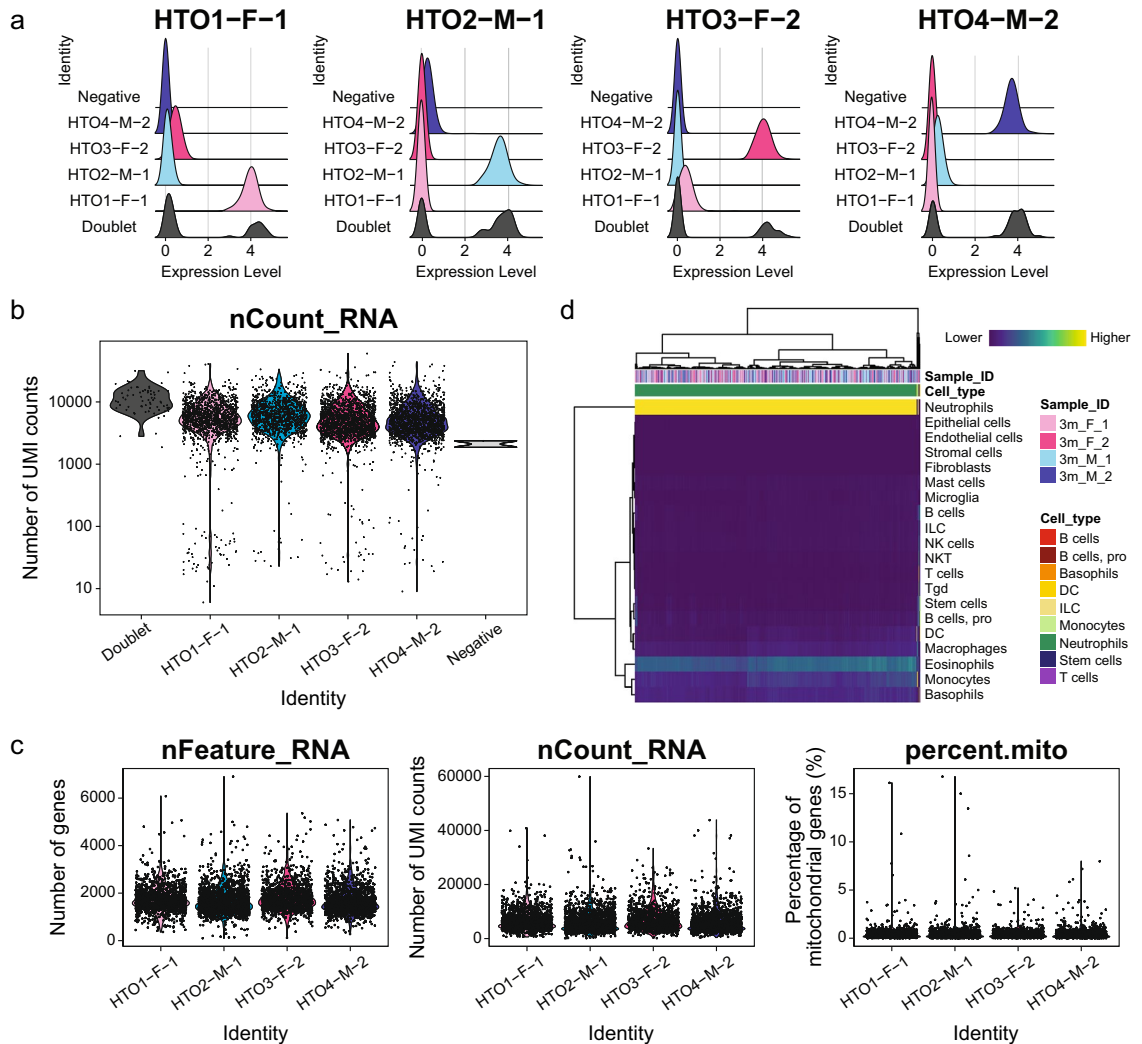 a
HTO1−F−1
HTO2−M−1
HTO3−F−2
HTO4−M−2
Identity
Negative
HTO4−M−2
HTO3−F−2
HTO2−M−1
HTO1−F−1
Doublet
0 2 4
Expression Level
Identity
Negative
HTO4−M−2
HTO3−F−2
HTO2−M−1
HTO1−F−1
Doublet
0 2 4
Expression Level
Identity
Negative
HTO4−M−2
HTO3−F−2
HTO2−M−1
HTO1−F−1
Doublet
0 2 4
Expression Level
Identity
Negative
HTO4−M−2
HTO3−F−2
HTO2−M−1
HTO1−F−1
Doublet
0 2 4
Expression Level
b
nCount_RNA
Number of UMI counts
10000
1000
100
10
Doublet
HTO1−F−1
HTO2−M−1
HTO3−F−2
HTO4−M−2
Negative
Identity
d
Lower
Higher
Sample_ID
Cell_type
Neutrophils
Epithelial cells
Endothelial cells
Stromal cells
Fibroblasts
Mast cells
Microglia
B cells
ILC
NK cells
NKT
T cells
Tgd
Stem cells
B cells, pro
DC
Macrophages
Eosinophils
Monocytes
Basophils
Sample_ID
3m_F_1
3m_F_2
3m_M_1
3m_M_2
Cell_type
B cells
B cells, pro
Basophils
DC
ILC
Monocytes
Neutrophils
Stem cells
T cells
c
nFeature_RNA
Number of genes
6000
4000
2000
0
HTO1−F−1
HTO2−M−1
HTO3−F−2
HTO4−M−2
Identity
nCount_RNA
Number of UMI counts
60000
40000
20000
0
HTO1−F−1
HTO2−M−1
HTO3−F−2
HTO4−M−2
Identity
percent.mito
Percentage of
mitochondrial genes (%)
15
10
5
0
HTO1−F−1
HTO2−M−1
HTO3−F−2
HTO4−M−2
Identity